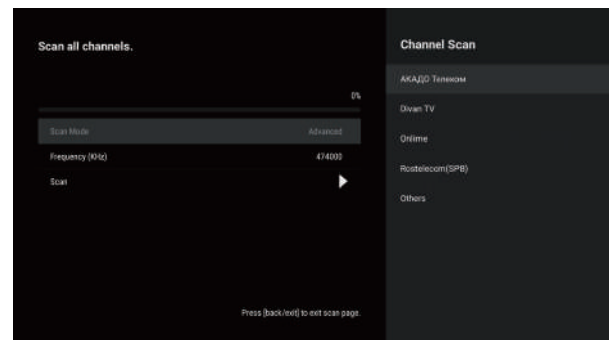 Scan all channels.
0%
Scan Mode Advanced
Frequency (KHz) 474000
Scan
Press [back/exit] to exit scan page.
Channel Scan
АКАДО Телеком
Divan TV
Onlime
Rostelecom(SPB)
Others